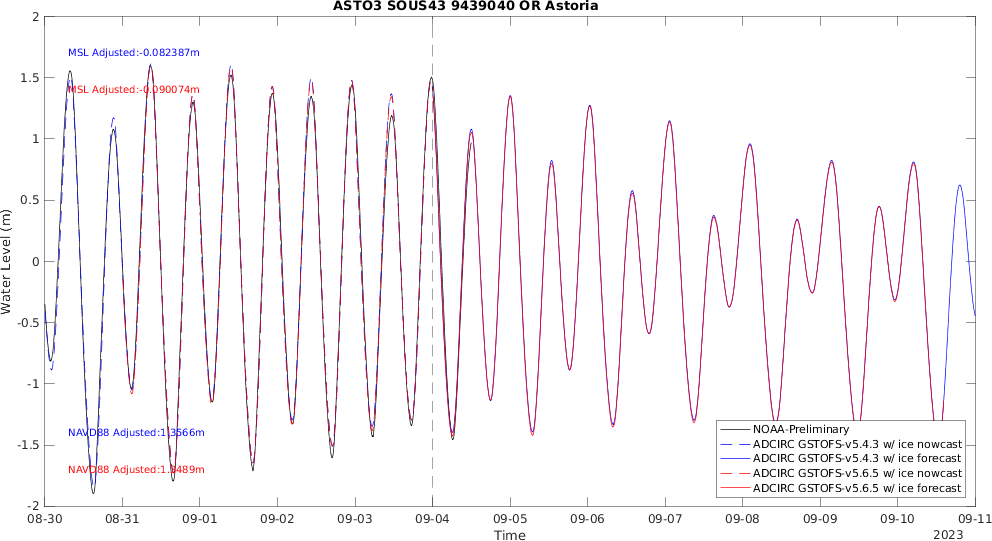 ASTO3 SOUS43 9439040 OR Astoria
2
MSL Adjusted:-0.082387m
1.5
MSL Adjusted:-0.090074m
1
0.5
Water Level (m)
0
-0.5
-1
NOAA-Preliminary
NAVD88 Adjusted:1.3566m
ADCIRC GSTOFS-v5.4.3 w/ ice nowcast
-1.5
ADCIRC GSTOFS-v5.4.3 w/ ice forecast
NAVD88 Adjusted:1.3489m
ADCIRC GSTOFS-v5.6.5 w/ ice nowcast
ADCIRC GSTOFS-v5.6.5 w/ ice forecast
-2
08-30 08-31 09-01 09-02 09-03 09-04 09-05 09-06 09-07 09-08 09-09 09-10 09-11
Time
2023